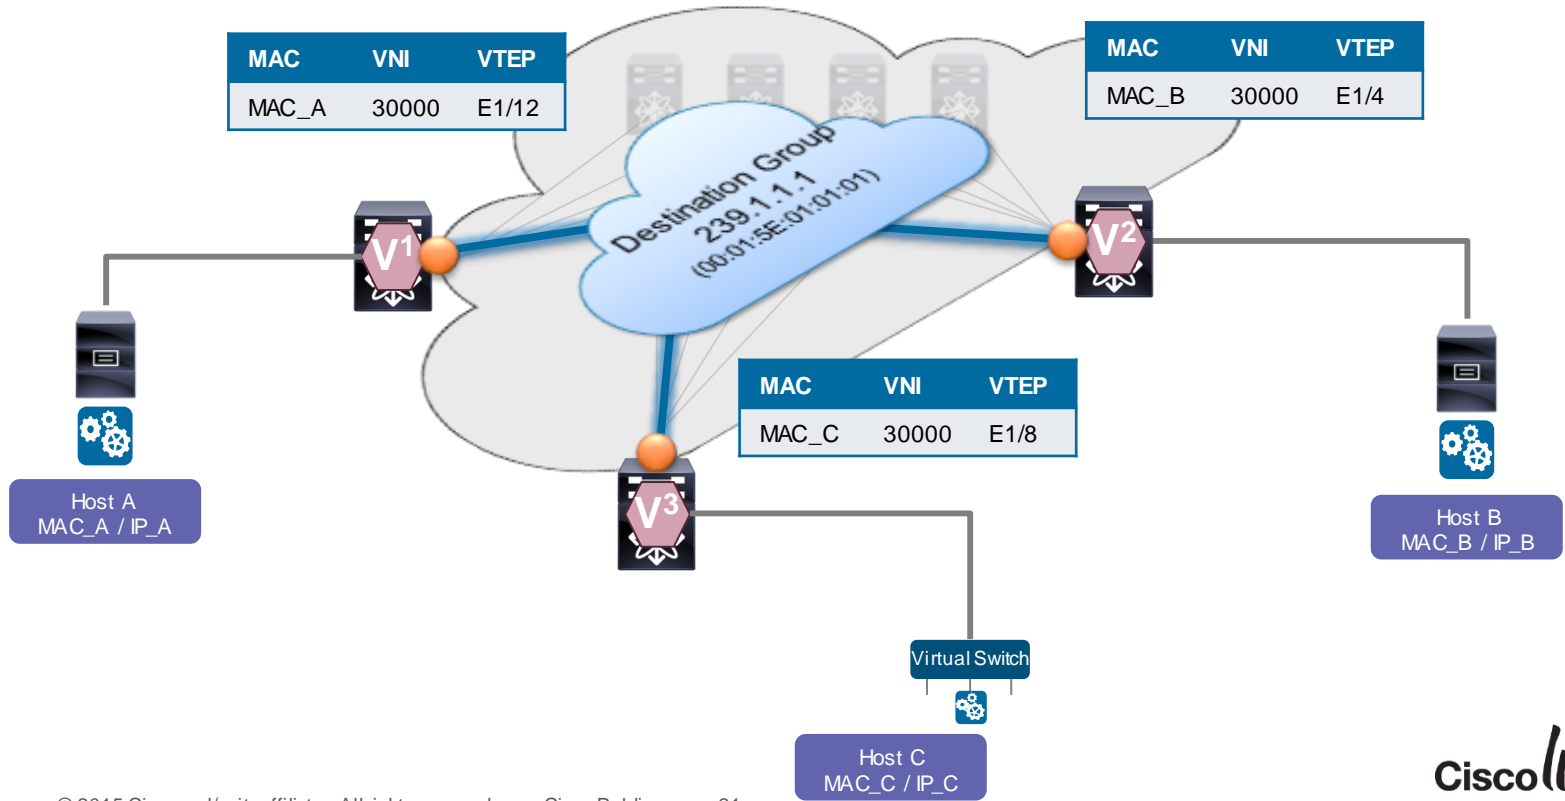 MAC VNI VTEP
MAC_A 30000 E1/12
MAC VNI VTEP
MAC_B 30000 E1/4
Destination Group
239.1.1.1
(00:01:5E:01:01:01)
V1
V2
MAC VNI VTEP
MAC_C 30000 E1/8
V3
Host A
MAC_A / IP_A
Host B
MAC_B / IP_B
Virtual Switch
Host C
MAC_C / IP_C
Cisco